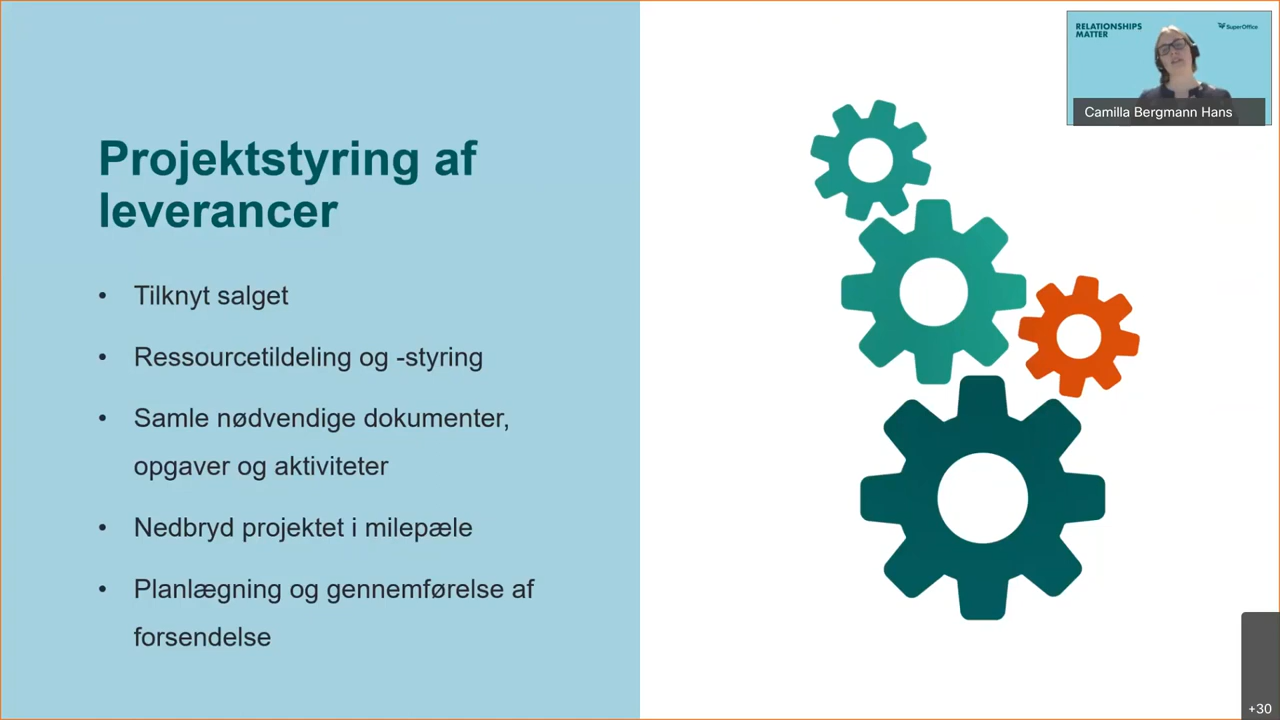 Projektstyring af
leverancer
• Tilknyt salget
• Ressourcetildeling og -styring
• Samle nødvendige dokumenter,
opgaver og aktiviteter
• Nedbryd projektet i milepæle
• Planlægning og gennemførelse af
forsendelse
RELATIONSHIPS
MATTER
SuperOffice
Camilla Bergmann Hans
+30